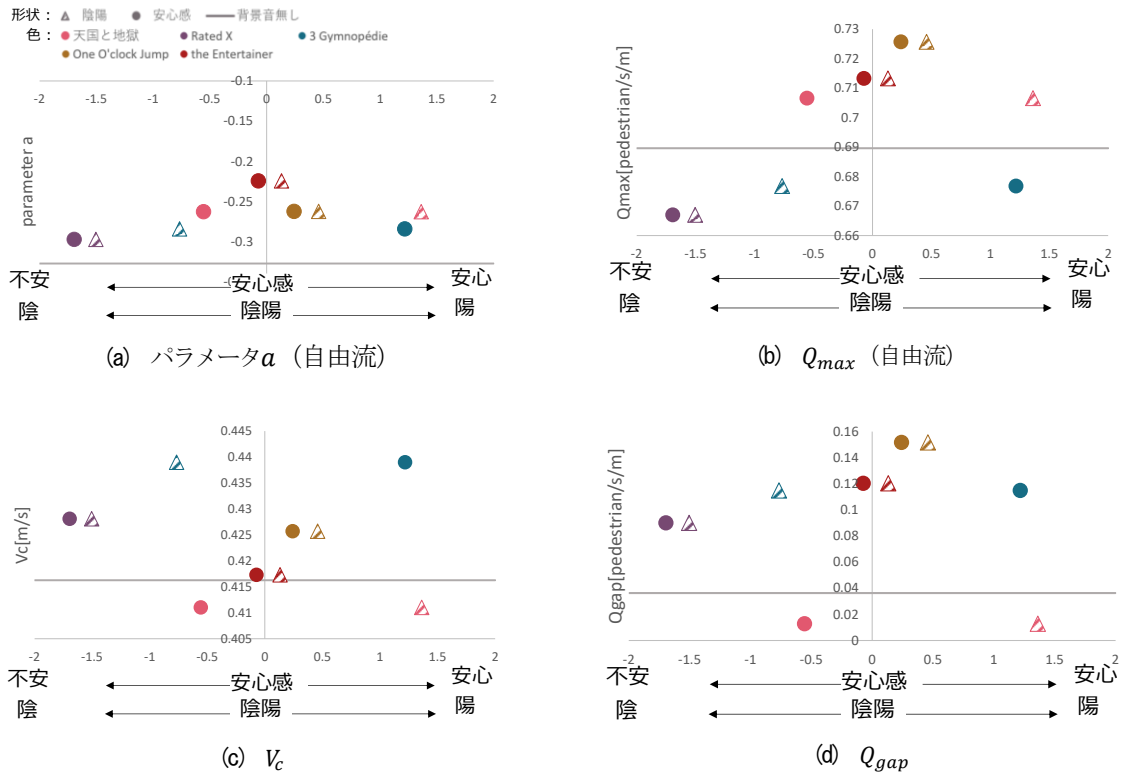 形状： 陰陽 安心感 背景音無し
色： 天国と地獄 Rated X 3 Gymnopédie
One O'clock Jump the Entertainer
-0.1
-2 -1.5 -1 -0.5 0 0.5 1 1.5 2
-0.15
-0.2
-0.25
-0.3
parameter a
不安 安心感 安心
陰 陰陽 陽
(a) パラメータa（自由流）
0.73
0.72
0.71
0.7
0.69
0.68
0.67
0.66
Qmax[pedestrian/s/m]
-2 -1.5 -1 -0.5 0 0.5 1 1.5 2
不安 安心感 安心
陰 陰陽 陽
(b) Qmax（自由流）
0.445
0.44
0.435
0.43
0.425
0.42
0.415
0.41
0.405
Vc[m/s]
-2 -1.5 -1 -0.5 0 0.5 1 1.5 2
不安 安心感 安心
陰 陰陽 陽
(c) Vc
0.16
0.14
0.12
0.1
0.08
0.06
0.04
0.02
0
Qgap[pedestrian/s/m]
-2 -1.5 -1 -0.5 0 0.5 1 1.5 2
不安 安心感 安心
陰 陰陽 陽
(d) Qgap